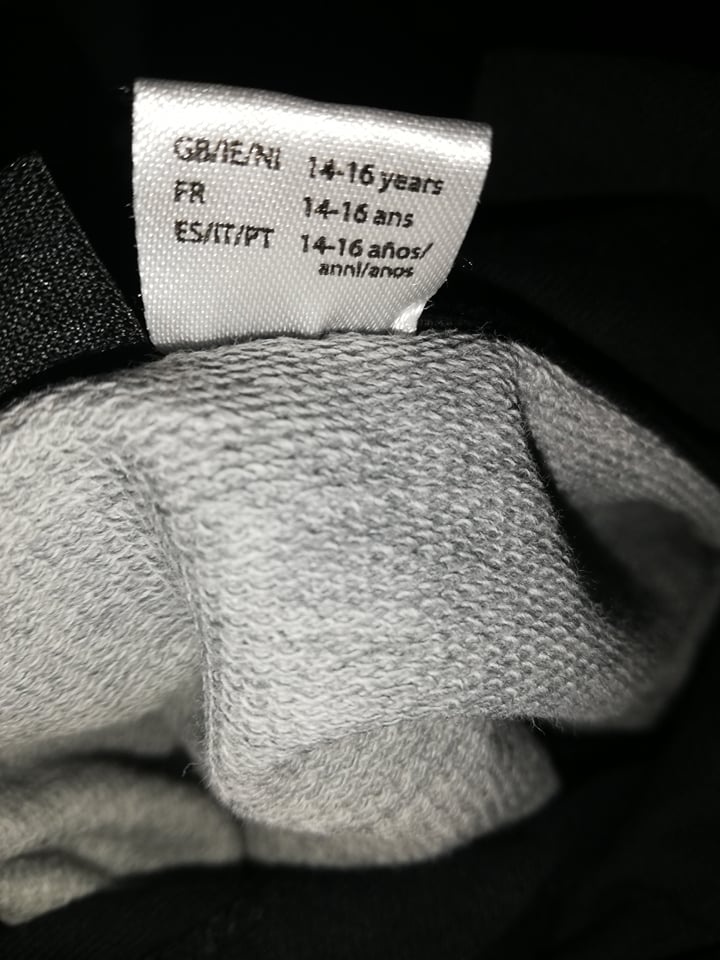 GB/IE/NI 14-16 years
FR 14-16 ans
ES/IT/PT 14-16 años/
anni/anos